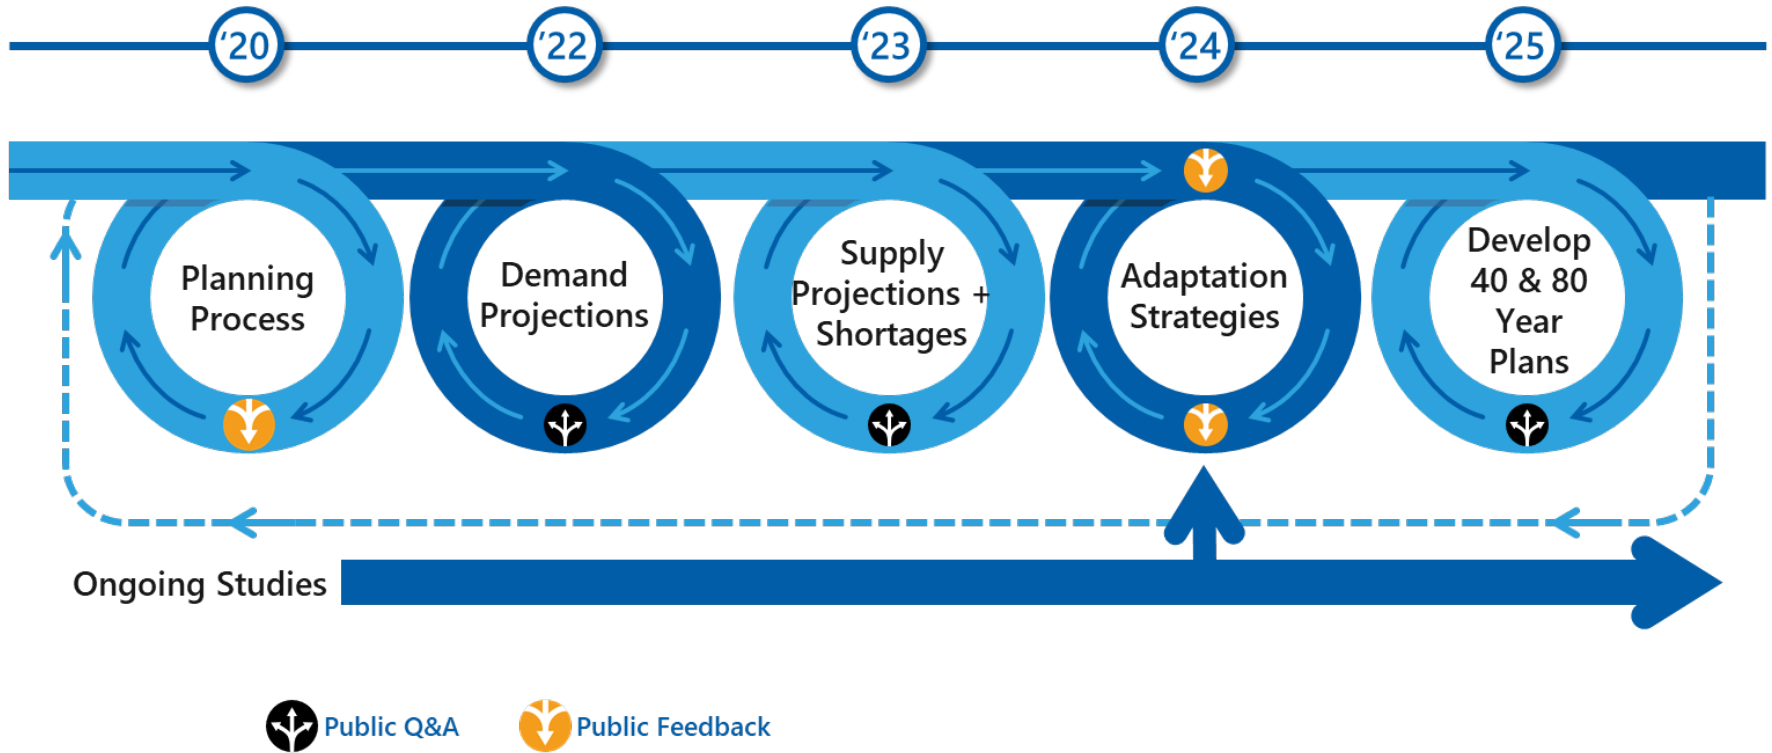 ‘20
‘22
‘23
‘24
‘25
Planning
Process
Demand
Projections
Supply
Projections +
Shortages
Adaptation
Strategies
Develop
40 & 80
Year
Plans
Ongoing Studies
Public Q&A
Public Feedback